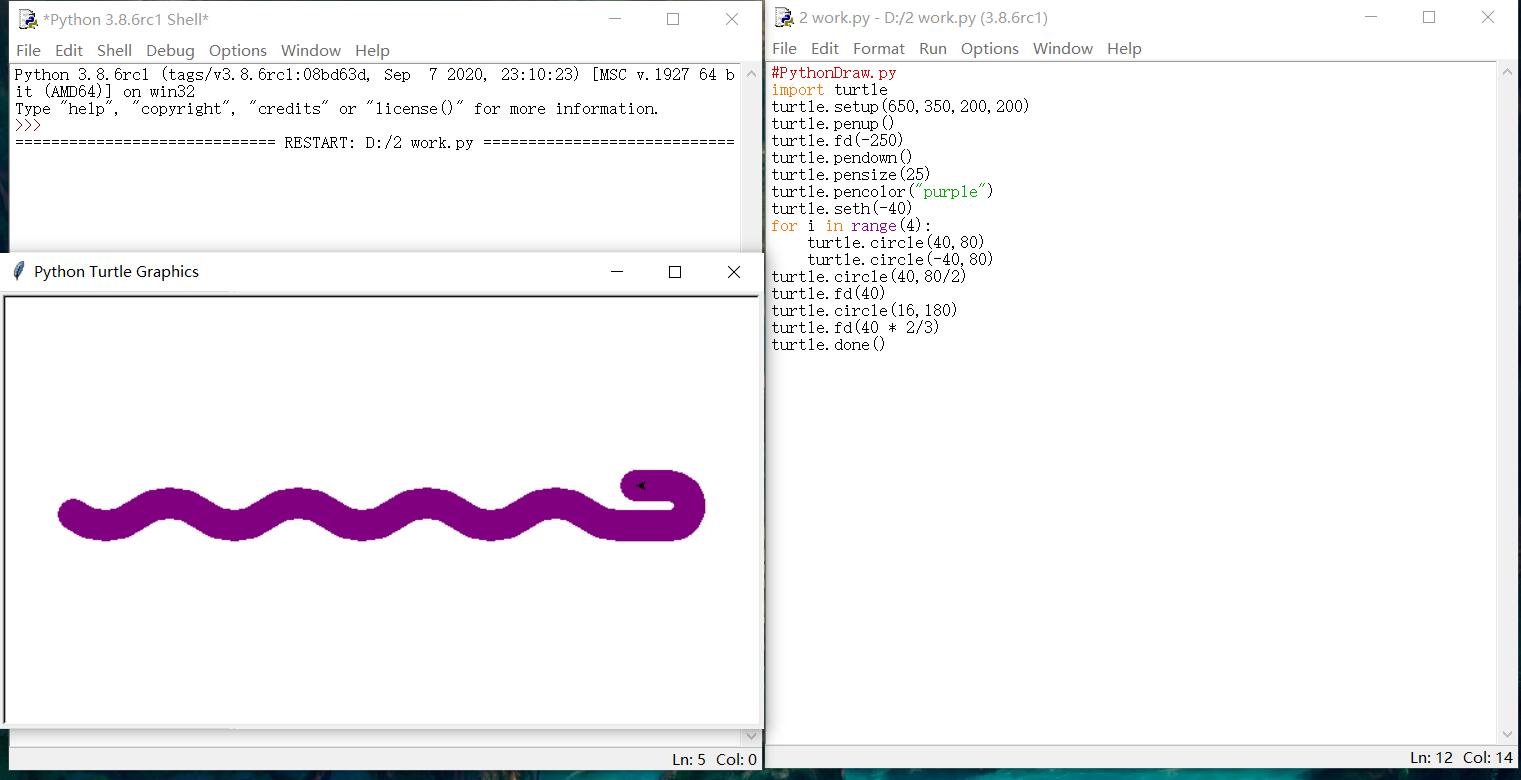 *Python 3.8.6rc1 Shell*
File Edit Shell Debug Options Window Help
Python 3.8.6rc1 (tags/v3.8.6rc1:08bd63d, Sep  7 2020, 23:10:23) [MSC v.1927 64 b
it (AMD64)] on win32
Type "help", "copyright", "credits" or "license()" for more information.
>>>
============================= RESTART: D:/2 work.py ============================
Python Turtle Graphics
Ln: 5 Col: 0
2 work.py - D:/2 work.py (3.8.6rc1)
File Edit Format Run Options Window Help
#PythonDraw.py
import turtle
turtle.setup(650,350,200,200)
turtle.penup()
turtle.fd(-250)
turtle.pendown()
turtle.pensize(25)
turtle.pencolor("purple")
turtle.seth(-40)
for i in range(4):
    turtle.circle(40,80)
    turtle.circle(-40,80)
turtle.circle(40,80/2)
turtle.fd(40)
turtle.circle(16,180)
turtle.fd(40 * 2/3)
turtle.done()
Ln: 12 Col: 14